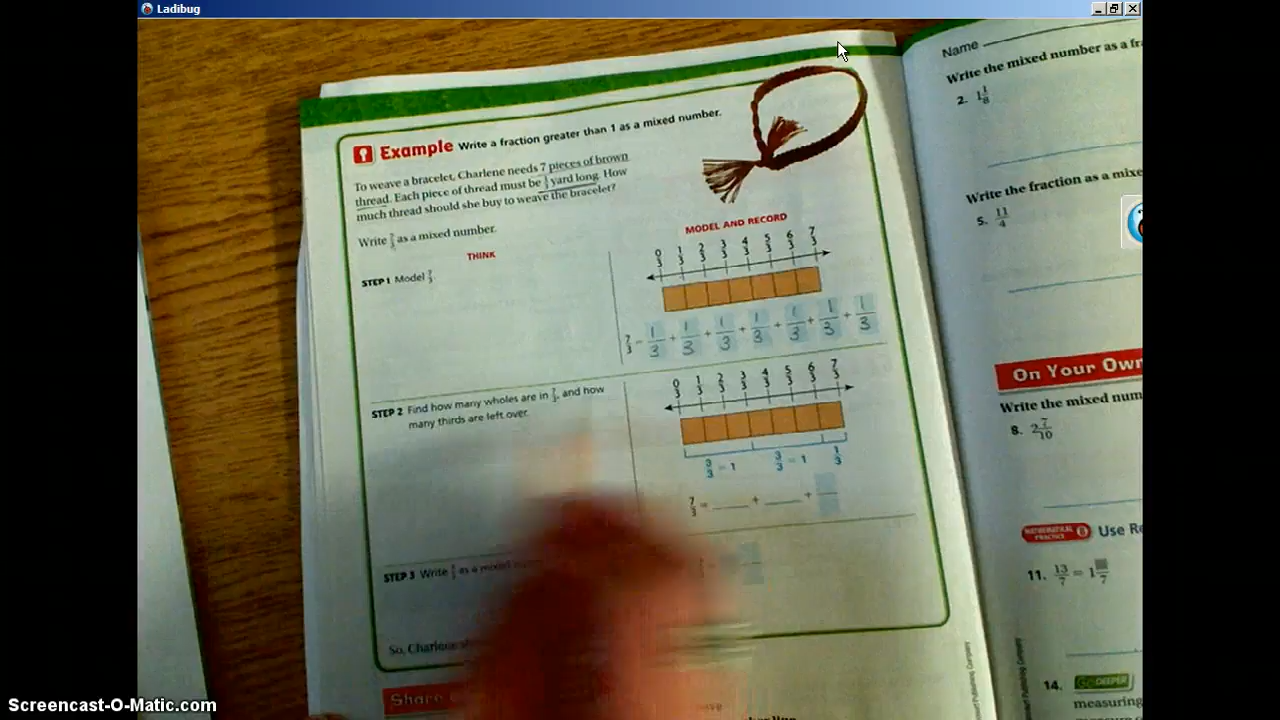 Ladibug
Example Write a fraction greater than 1 as a mixed number.
To weave a bracelet, Charlene needs 7 pieces of brown
thread. Each piece of thread must be 1/3 yard long. How
much thread should she buy to weave the bracelet?
Write 7/3 as a mixed number.
THINK
MODEL AND RECORD
STEP 1 Model 7/3.
0/3 1/3 2/3 3/3 4/3 5/3 6/3 7/3
7/3 = 1/3 + 1/3 + 1/3 + 1/3 + 1/3 + 1/3 + 1/3
STEP 2 Find how many wholes are in 7/3, and how
many thirds are left over.
0/3 1/3 2/3 3/3 4/3 5/3 6/3 7/3
3/3 = 1 3/3 = 1 1/3
7/3 = ____ + ____ +
STEP 3 Write 7/3 as a mixed
So, Charlene
Share
Name
Write the mixed number as a
2. 1 1/8
Write the fraction as a
5. 11/4
On Your Own
Write the mixed
8. 2 7/10
MATHEMATICAL PRACTICE
Use
11. 13/7 = 1 ■/7
14. GO DEEPER
measuring
Screencast-O-Matic.com